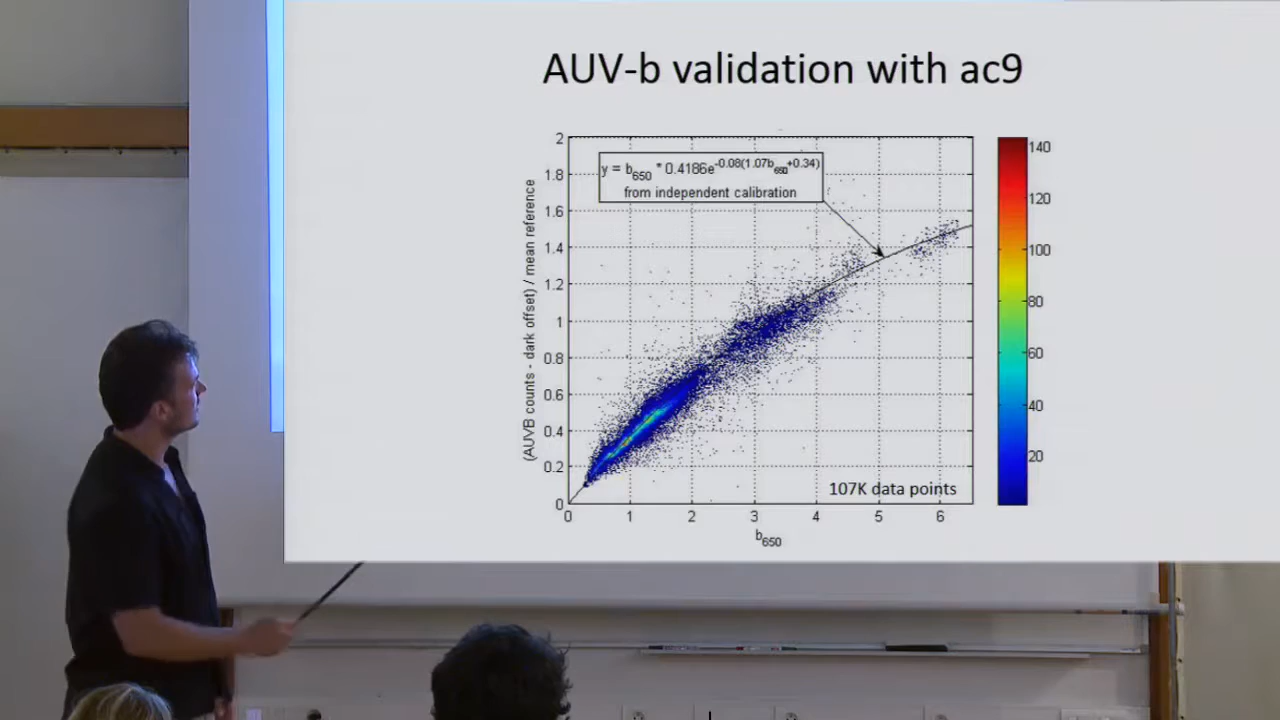 AUV-b validation with ac9
y = b650 * 0.4186e-0.08(1.07b650+0.34)
from independent calibration
(AUVB counts - dark offset) / mean reference
2
1.8
1.6
1.4
1.2
1
0.8
0.6
0.4
0.2
0
0 1 2 3 4 5 6
b650
107K data points
140
120
100
80
60
40
20